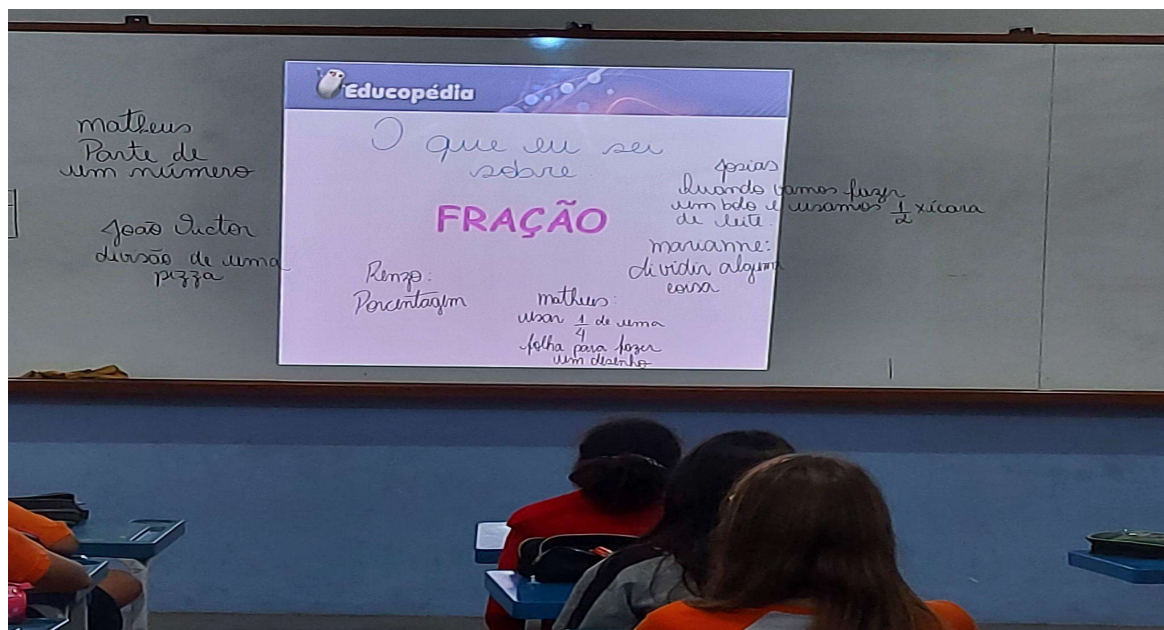 Educopédia
O que eu sei
sobre
FRAÇÃO
matheus
Parte de
um número
João Victor
divisão de uma
pizza
Renzo:
Porcentagem
matheus:
usar 1/4 de uma
folha para fazer
um desenho
Josias
Quando vamos fazer
um bolo e usamos 1/2 xícara
de leite.
marianne:
dividir alguma
coisa